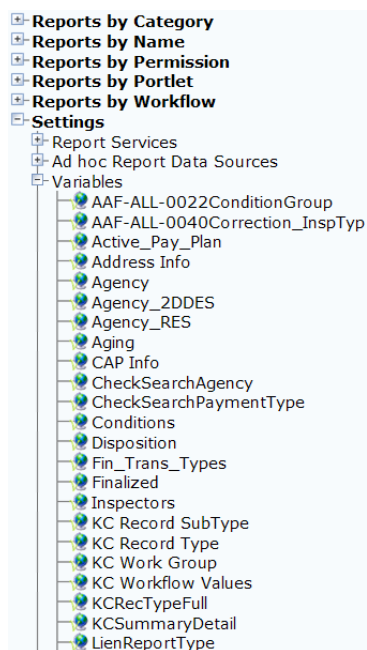 Reports by Category
Reports by Name
Reports by Permission
Reports by Portlet
Reports by Workflow
Settings
Report Services
Ad hoc Report Data Sources
Variables
AAF-ALL-0022ConditionGroup
AAF-ALL-0040Correction_InspTyp
Active_Pay_Plan
Address Info
Agency
Agency_2DDES
Agency_RES
Aging
CAP Info
CheckSearchAgency
CheckSearchPaymentType
Conditions
Disposition
Fin_Trans_Types
Finalized
Inspectors
KC Record SubType
KC Record Type
KC Work Group
KC Workflow Values
KCRecTypeFull
KCSummaryDetail
LienReportType